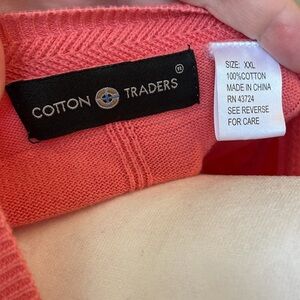 COTTON TRADERS®
SIZE: XXL
100%COTTON
MADE IN CHINA
RN 43724
SEE REVERSE
FOR CARE